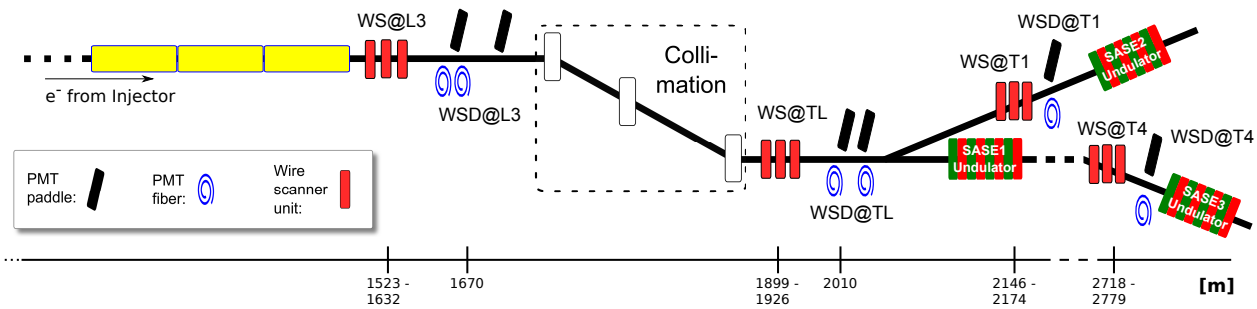 WS@L3
e- from Injector
WSD@L3
Colli-
mation
WS@TL
WSD@TL
WSD@T1
WS@T1
SASE2
Undulator
SASE1
Undulator
WS@T4
WSD@T4
SASE3
Undulator
PMT
paddle:
PMT
fiber:
Wire
scanner
unit:
1523 -
1632
1670
1899 -
1926
2010
2146 -
2174
2718 -
2779
[m]